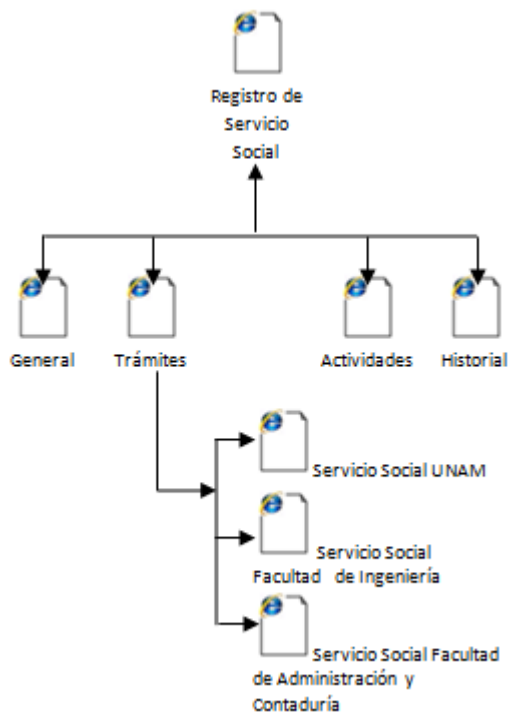 Registro de
Servicio
Social
General
Trámites
Actividades
Historial
Servicio Social UNAM
Servicio Social
Facultad de Ingeniería
Servicio Social Facultad
de Administración y
Contaduría